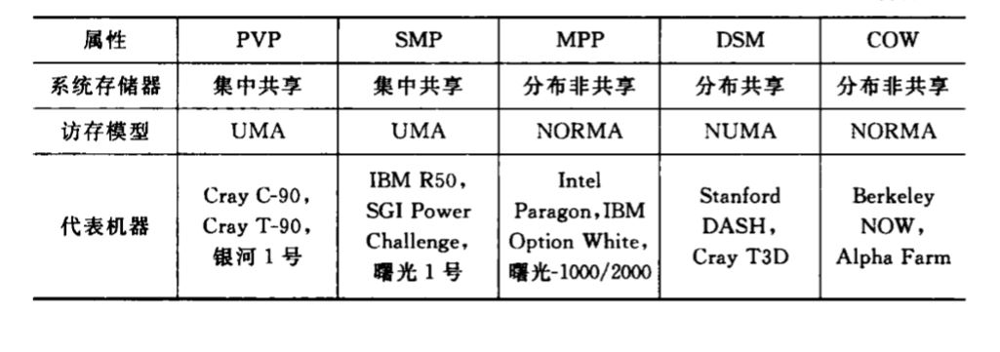 属性 PVP SMP MPP DSM COW
系统存储器 集中共享 集中共享 分布非共享 分布共享 分布非共享
访存模型 UMA UMA NORMA NUMA NORMA
代表机器
Cray C-90,
Cray T-90,
银河 1 号
IBM R50,
SGI Power
Challenge,
曙光 1 号
Intel
Paragon,IBM
Option White,
曙光-1000/2000
Stanford
DASH,
Cray T3D
Berkeley
NOW,
Alpha Farm